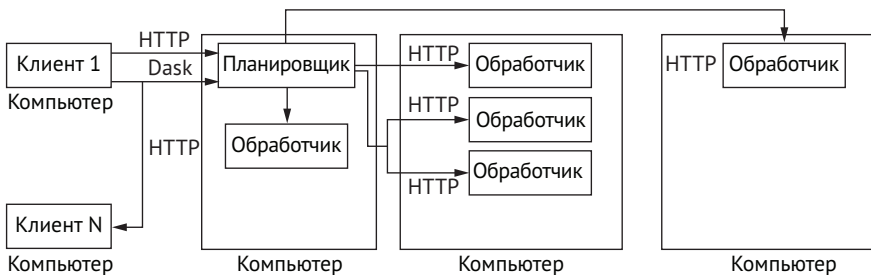 HTTP
Клиент 1
Dask
Компьютер
HTTP
Клиент N
Компьютер
Планировщик
Обработчик
Компьютер
HTTP
Обработчик
HTTP
Обработчик
Обработчик
HTTP
Компьютер
HTTP
Обработчик
Компьютер